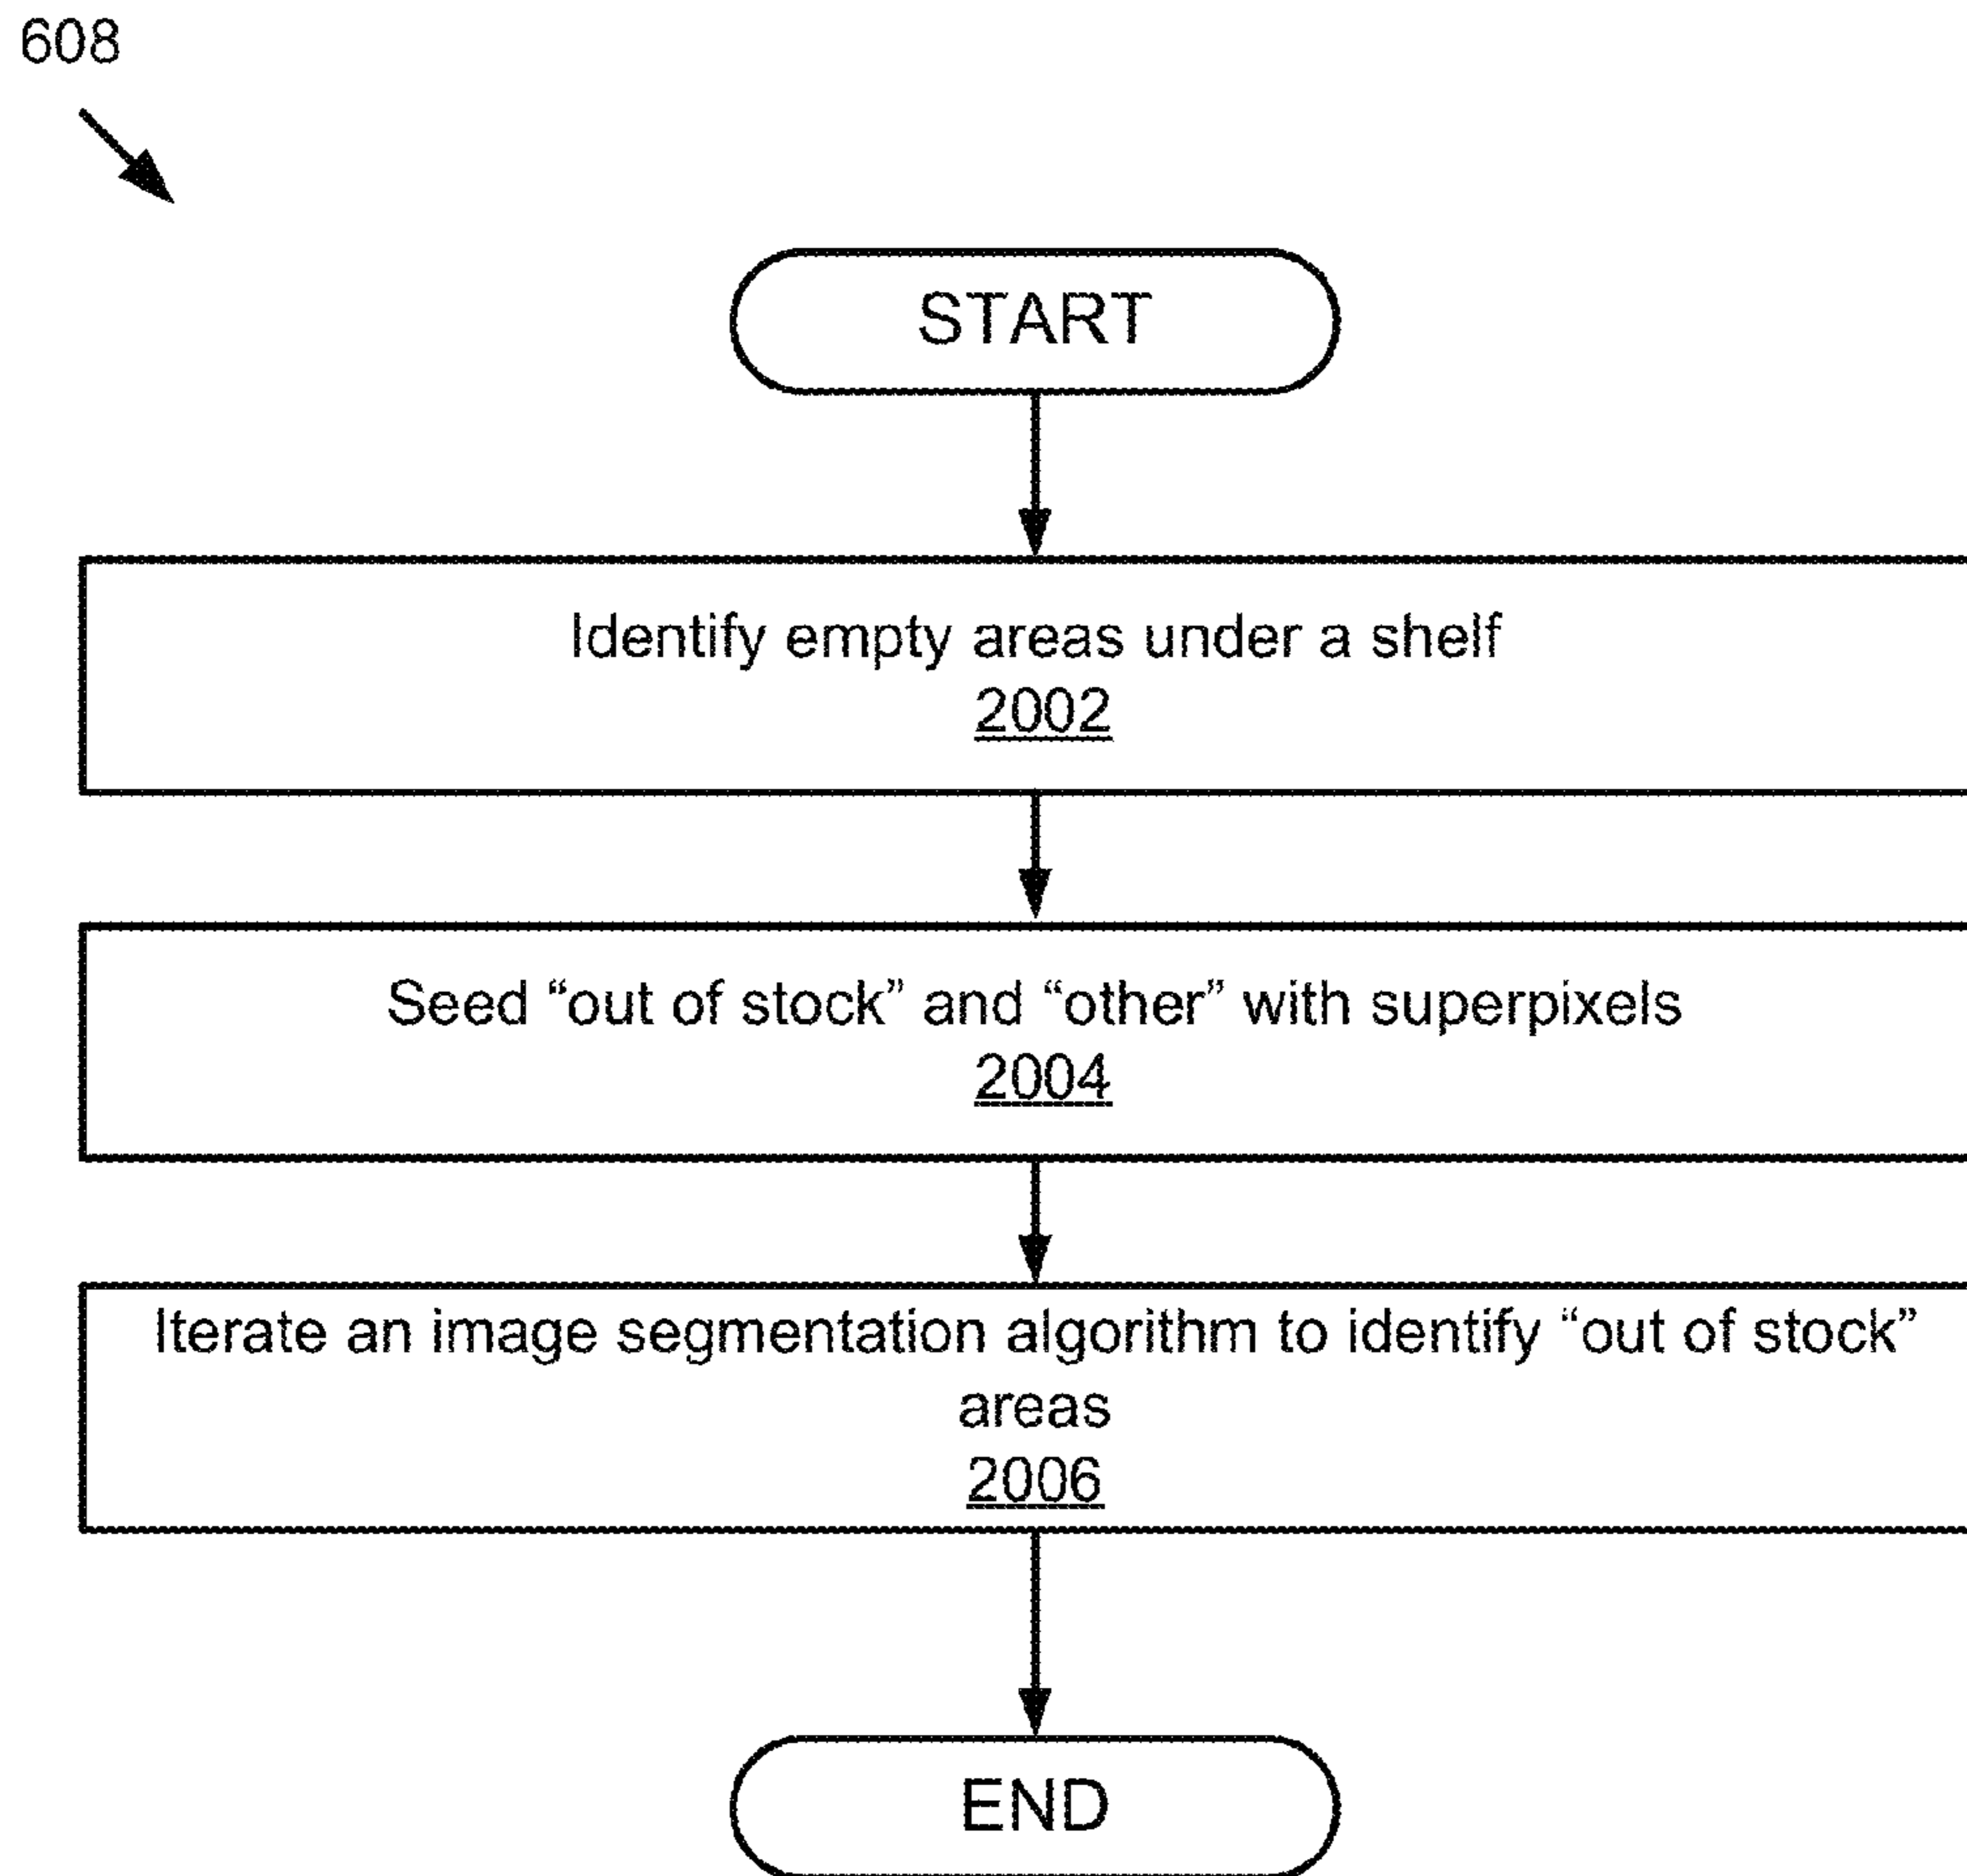 608
START
Identify empty areas under a shelf
2002
Seed “out of stock” and “other” with superpixels
2004
Iterate an image segmentation algorithm to identify “out of stock”
areas
2006
END